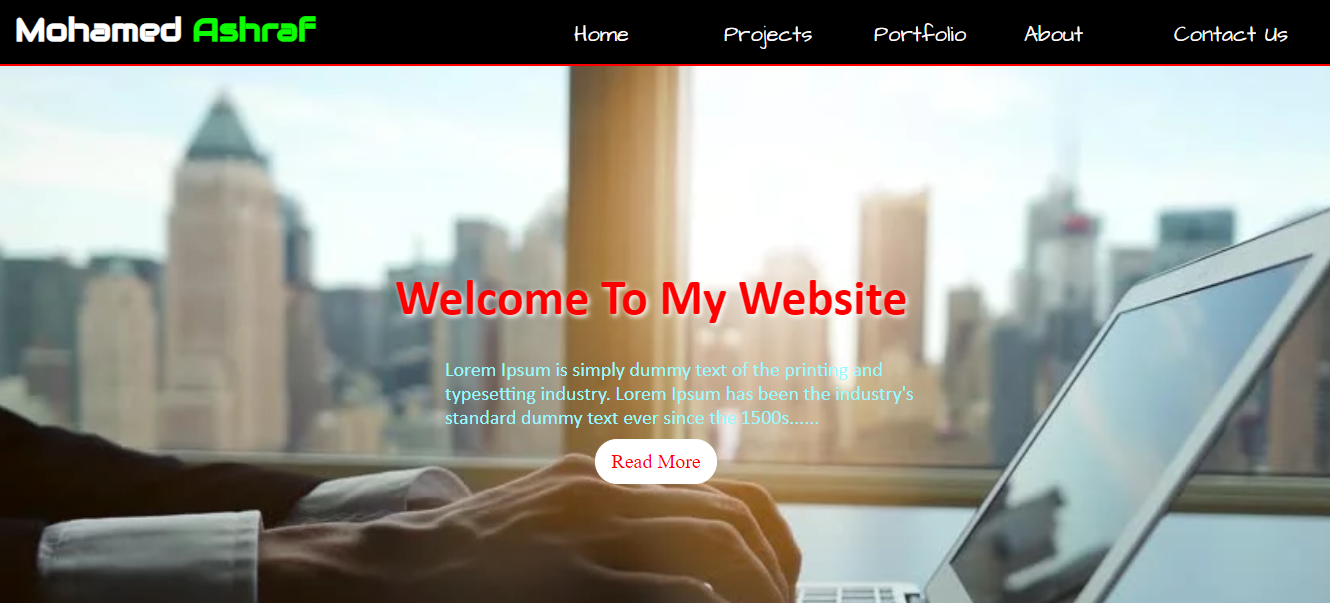 Mohamed Ashraf
Home Projects Portfolio About Contact Us
Welcome To My Website
Lorem Ipsum is simply dummy text of the printing and
typesetting industry. Lorem Ipsum has been the industry's
standard dummy text ever since the 1500s......
Read More